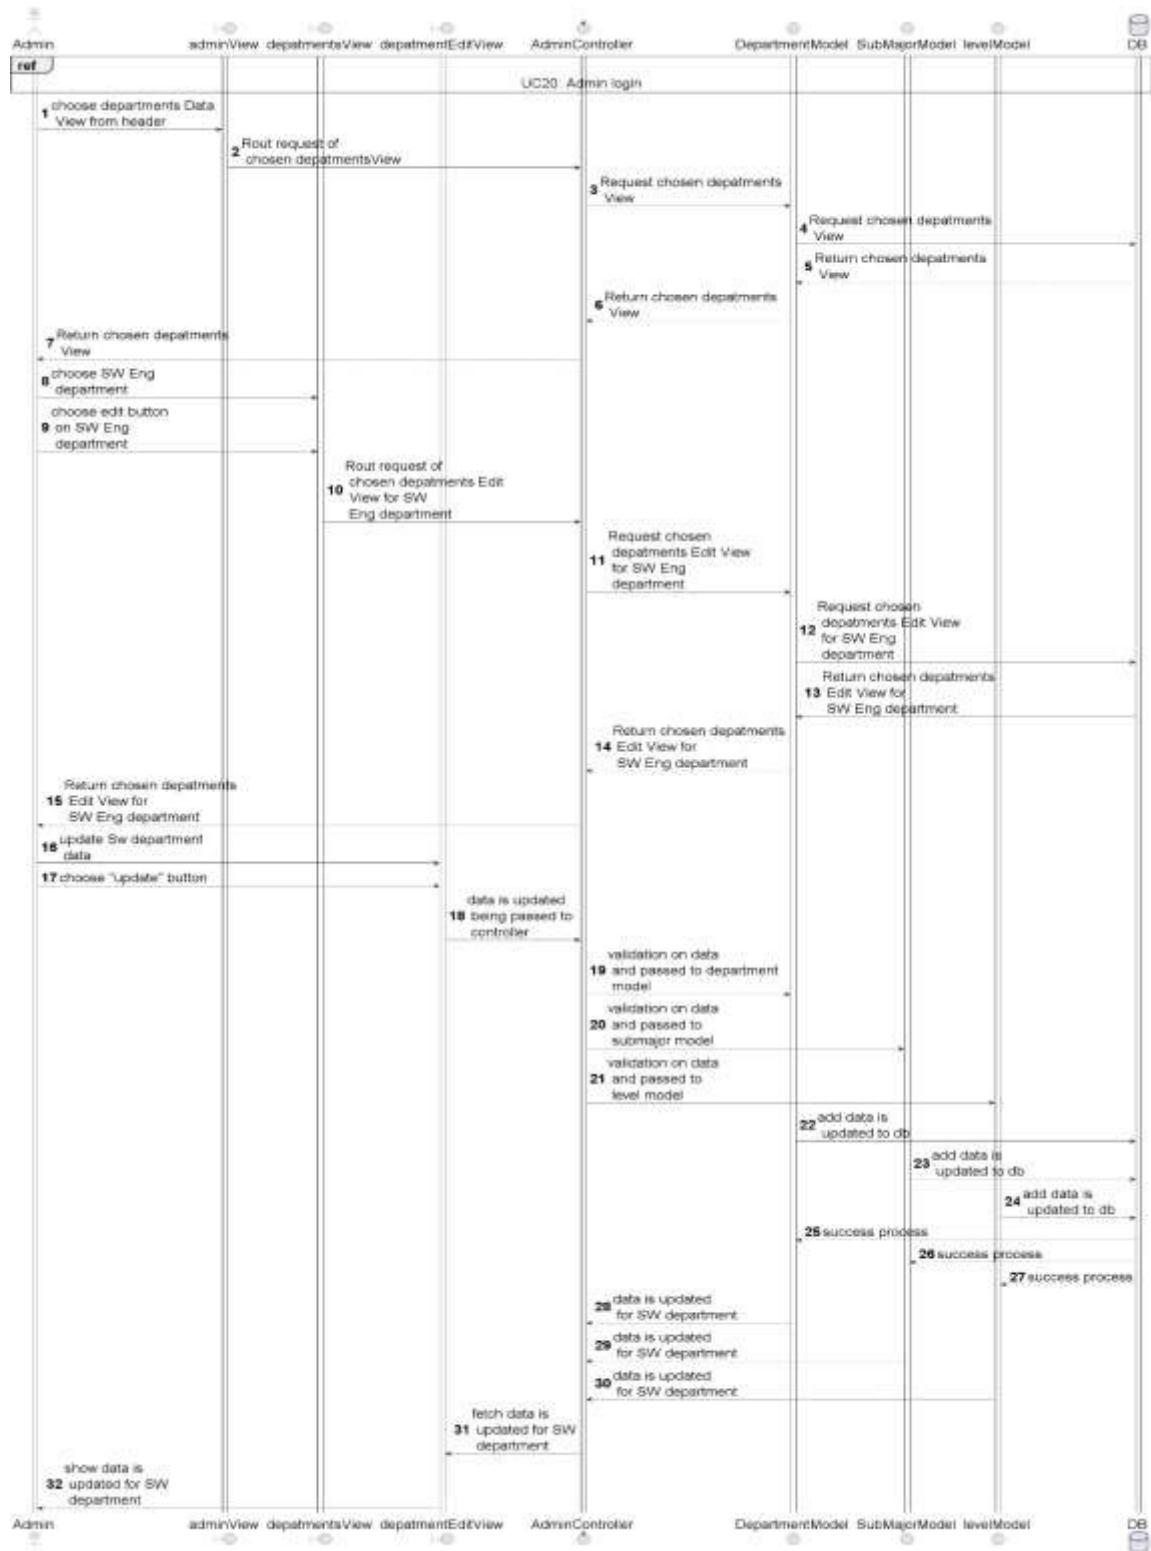 Admin adminView depatmentsView depatmentEditView AdminController DepartmentModel SubMajorModel levelModel DB
ref
UC20: Admin login
1 choose departments Data
View from header
2 Rout request of
chosen depatmentsView
3 Request chosen depatments
View
4 Request chosen depatments
View
5 Return chosen depatments
View
6 Return chosen depatments
View
7 Return chosen depatments
View
8 choose SW Eng
department
choose edit button
9 on SW Eng
department
Rout request of
10 chosen depatments Edit
View for SW
Eng department
Request chosen
11 depatments Edit View
for SW Eng
department
Request chosen
12 depatments Edit View
for SW Eng
department
Return chosen depatments
13 Edit View for
SW Eng department
Return chosen depatments
14 Edit View for
SW Eng department
Return chosen depatments
15 Edit View for
SW Eng department
16 update Sw department
data
17 choose "update" button
data is updated
18 being passed to
controller
validation on data
19 and passed to department
model
validation on data
20 and passed to
submajor model
validation on data
21 and passed to
level model
22 add data is
updated to db
23 add data is
updated to db
24 add data is
updated to db
25 success process
26 success process
27 success process
28 data is updated
for SW department
29 data is updated
for SW department
30 data is updated
for SW department
fetch data is
31 updated for SW
department
show data is
32 updated for SW
department
Admin adminView depatmentsView depatmentEditView AdminController DepartmentModel SubMajorModel levelModel DB